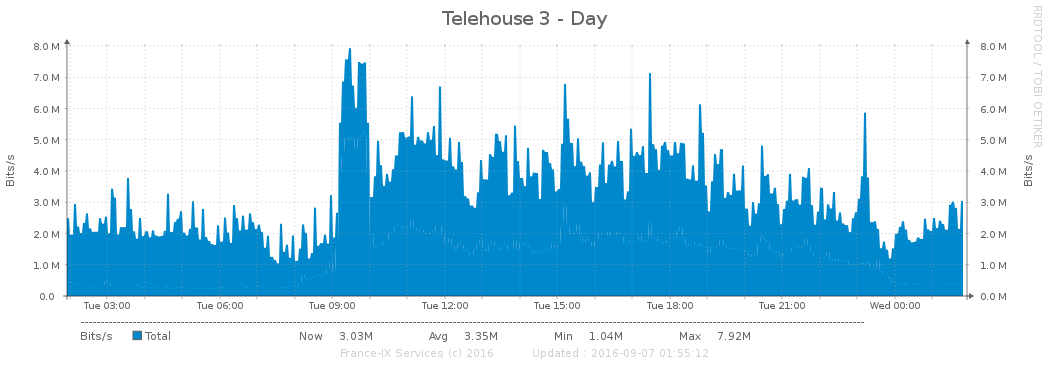 Telehouse 3 - Day
RRDTOOL / TOBI OETIKER
8.0 M 8.0 M
7.0 M 7.0 M
6.0 M 6.0 M
5.0 M 5.0 M
4.0 M 4.0 M
3.0 M 3.0 M
2.0 M 2.0 M
1.0 M 1.0 M
0.0 0.0 M
Bits/s Bits/s
Tue 03:00 Tue 06:00 Tue 09:00 Tue 12:00 Tue 15:00 Tue 18:00 Tue 21:00 Wed 00:00
Bits/s Total Now 3.03M Avg 3.35M Min 1.04M Max 7.92M
France-IX Services (c) 2016 Updated : 2016-09-07 01:55:12